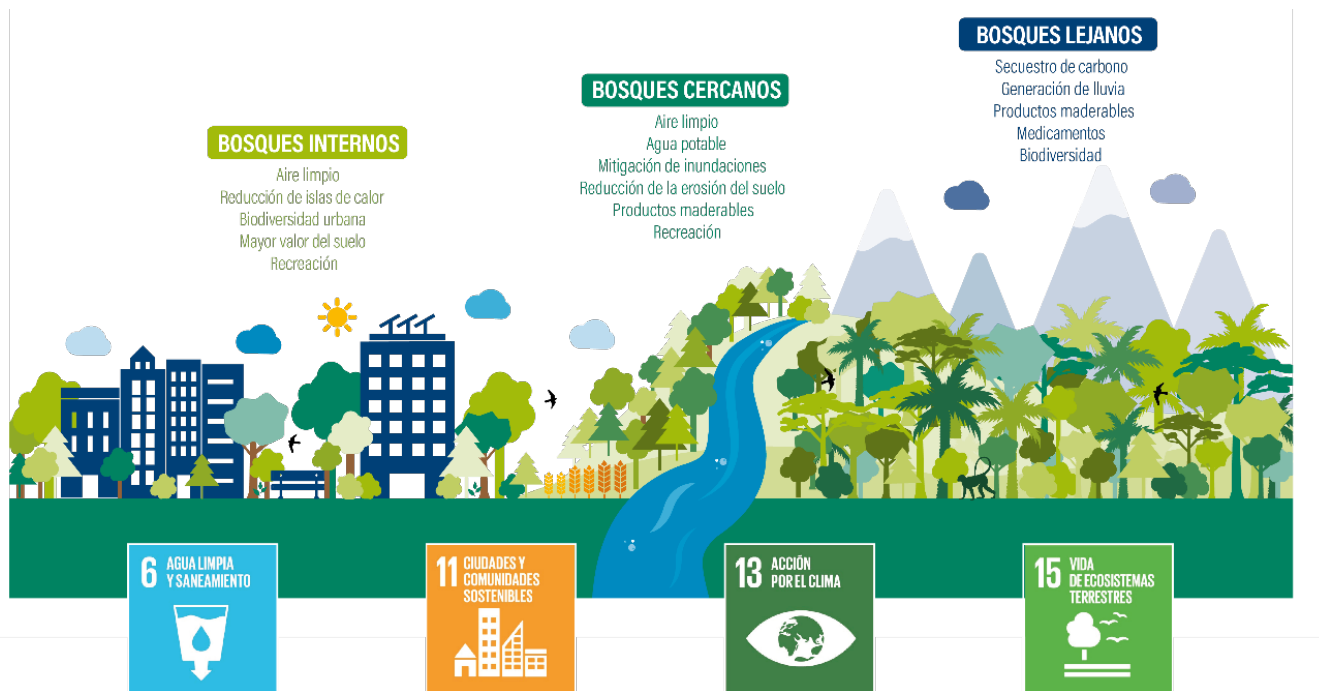 BOSQUES INTERNOS
Aire limpio
Reducción de islas de calor
Biodiversidad urbana
Mayor valor del suelo
Recreación
BOSQUES CERCANOS
Aire limpio
Agua potable
Mitigación de inundaciones
Reducción de la erosión del suelo
Productos maderables
Recreación
BOSQUES LEJANOS
Secuestro de carbono
Generación de lluvia
Productos maderables
Medicamentos
Biodiversidad
6 AGUA LIMPIA
Y SANEAMIENTO
11 CIUDADES Y
COMUNIDADES
SOSTENIBLES
13 ACCIÓN
POR EL CLIMA
15 VIDA
DE ECOSISTEMAS
TERRESTRES